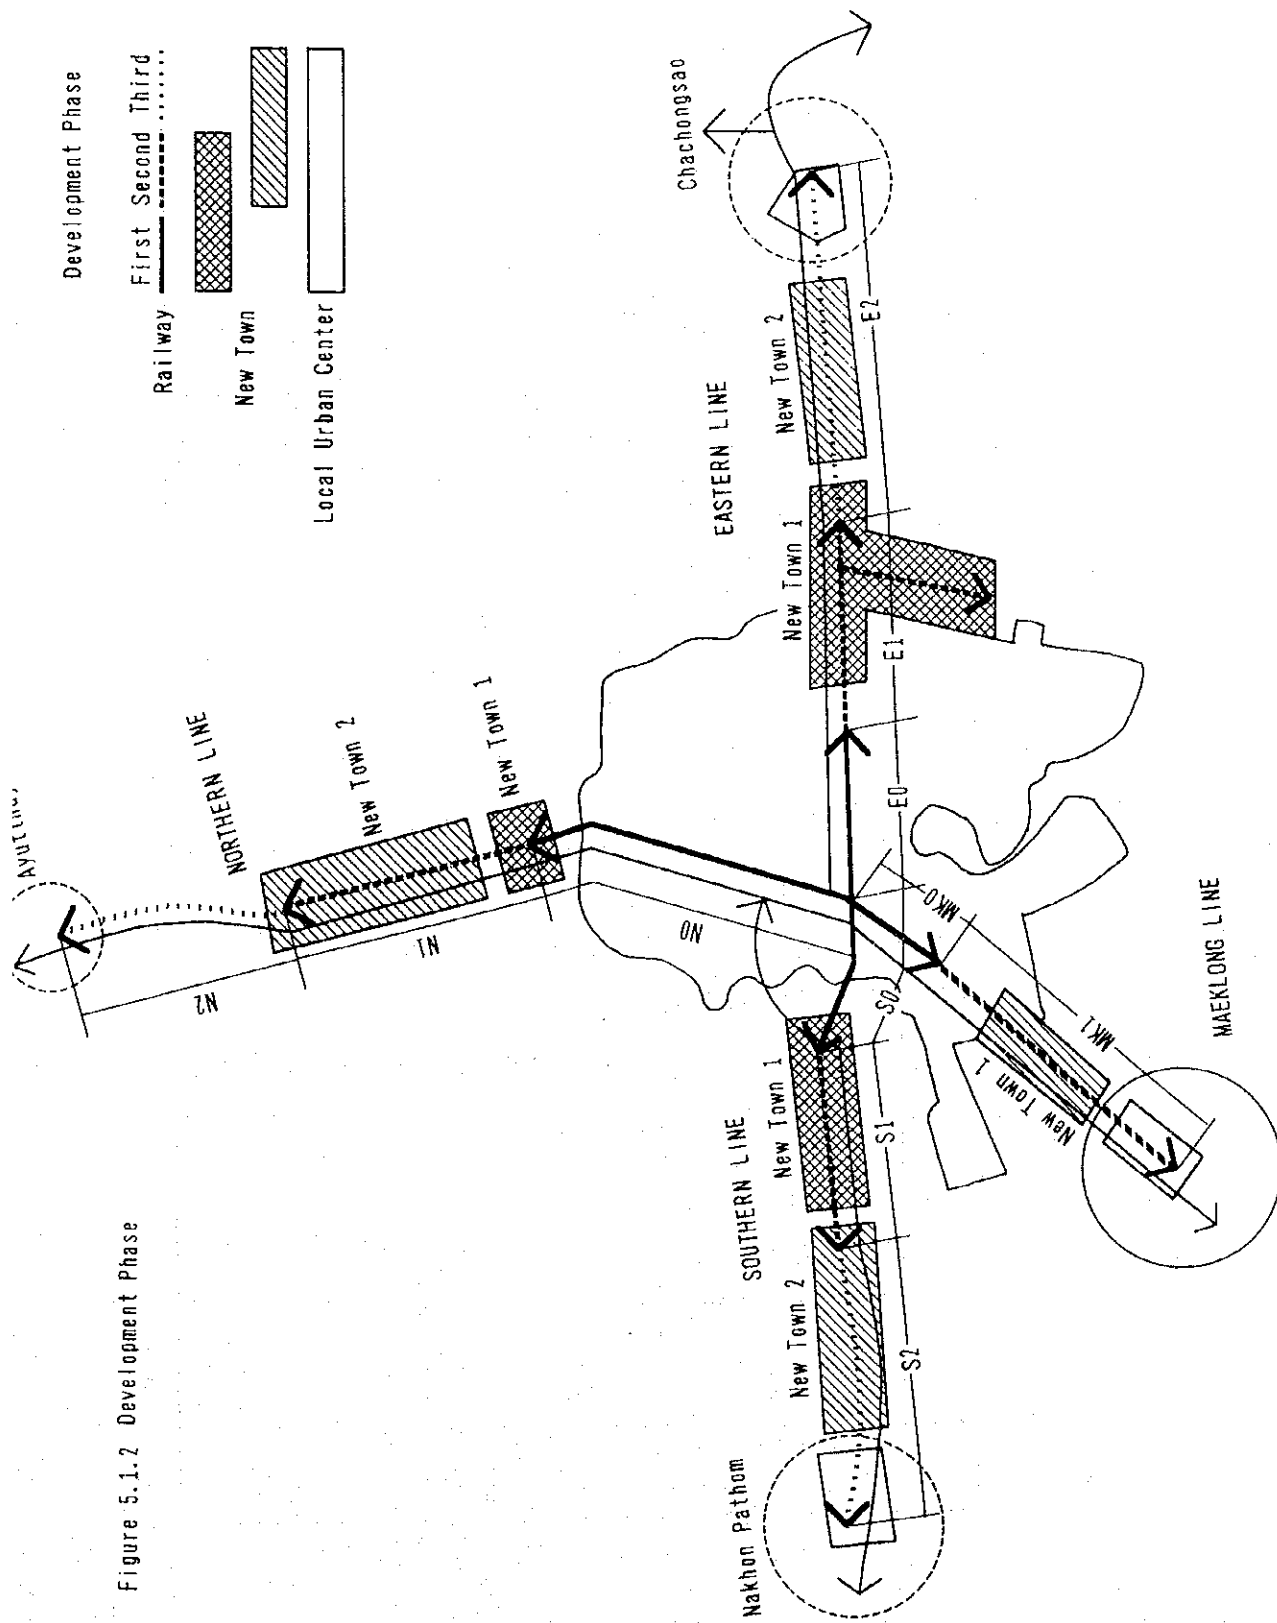 Figure 5.1.2 Development Phase
Development Phase
First Second Third
Railway
New Town
Local Urban Center
NORTHERN LINE
New Town 2
New Town 1
N2
N1
N0
Chachongsao
EASTERN LINE
New Town 1
New Town 2
E0
E1
E2
Nakhon Pathom
SOUTHERN LINE
New Town 2
New Town 1
S2
S1
S0
MAEKLONG LINE
New Town 1
MK0
MK1